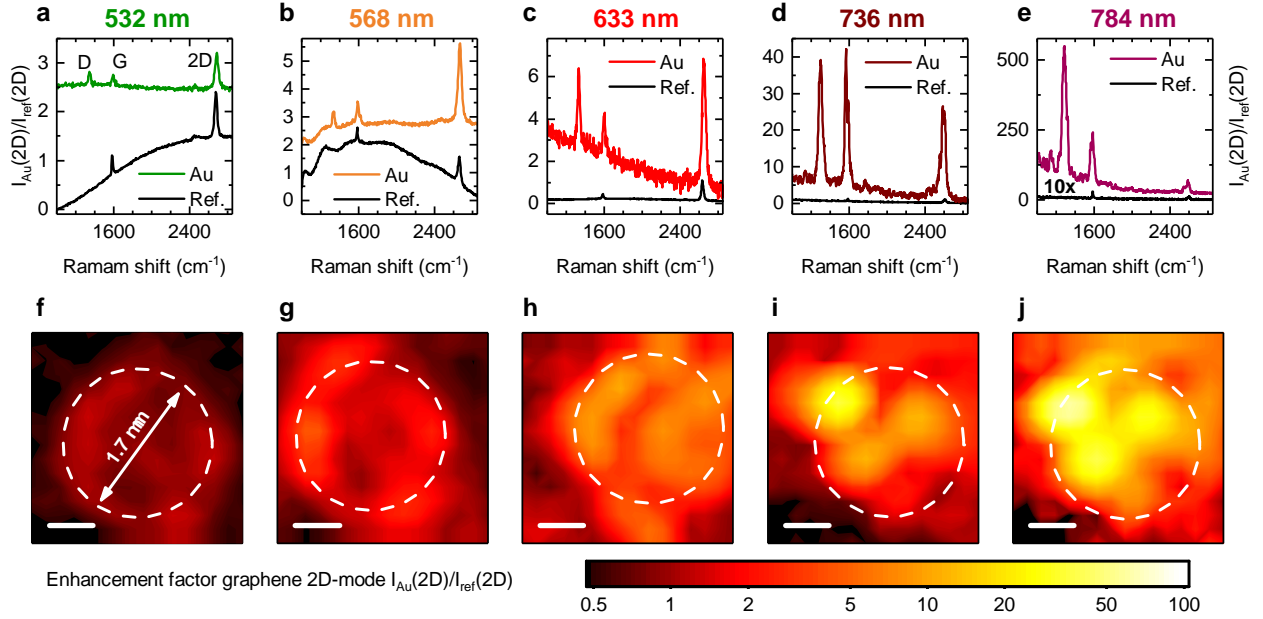 a 532 nm
b 568 nm
c 633 nm
d 736 nm
e 784 nm
I_Au(2D)/I_ref(2D)
3
2
1
0
D G 2D
Au
Ref.
1600 2400
Ramam shift (cm⁻¹)
5
4
3
2
1
0
Au
Ref.
1600 2400
Raman shift (cm⁻¹)
8
6
4
2
0
Au
Ref.
1600 2400
Raman shift (cm⁻¹)
40
30
20
10
0
Au
Ref.
1600 2400
Raman shift (cm⁻¹)
500
250
0
Au
Ref.
10x
1600 2400
Raman shift (cm⁻¹)
I_Au(2D)/I_ref(2D)
f
1.7 mm
g
h
i
j
Enhancement factor graphene 2D-mode I_Au(2D)/I_ref(2D)
0.5 1 2 5 10 20 50 100